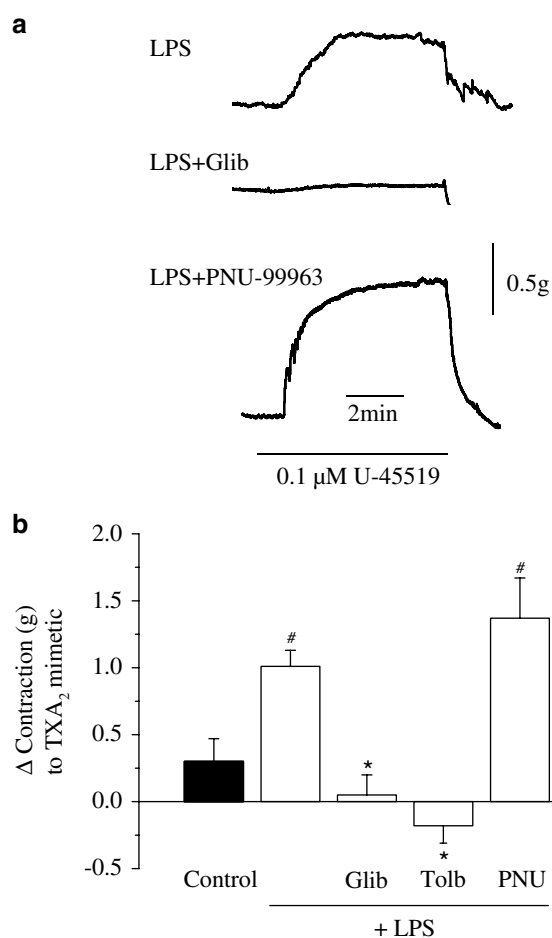 a
LPS
LPS+Glib
LPS+PNU-99963
0.5g
2min
0.1 µM U-45519
b
Δ Contraction (g)
to TXA₂ mimetic
2.0
1.5
1.0
0.5
0.0
-0.5
#
*
*
#
Control
Glib
Tolb
PNU
+ LPS